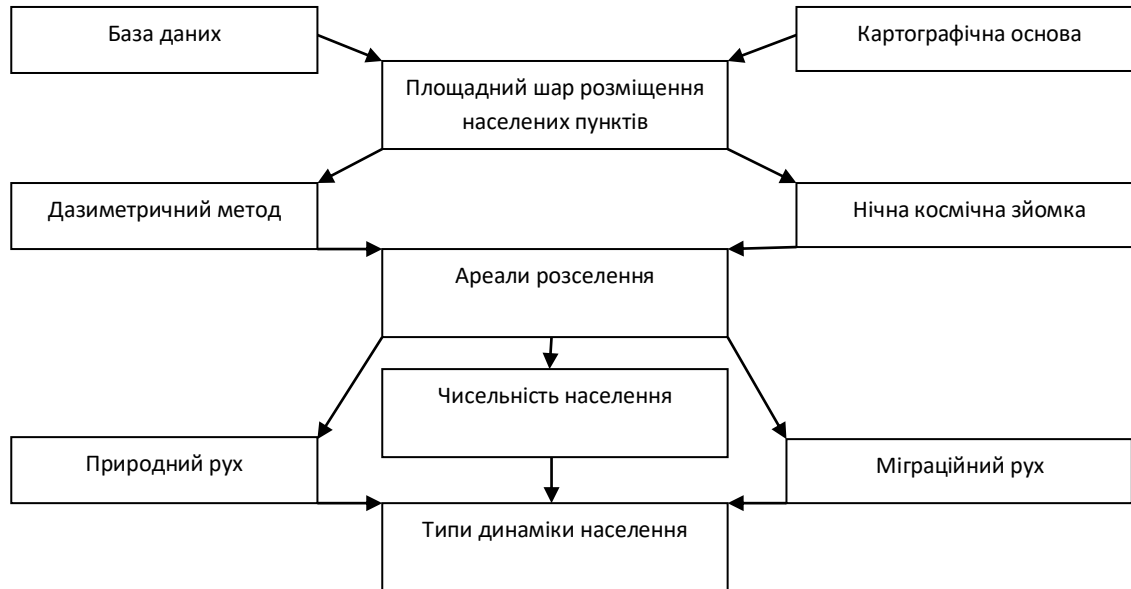 База даних
Картографічна основа
Площадний шар розміщення
населених пунктів
Дазиметричний метод
Нічна космічна зйомка
Ареали розселення
Чисельність населення
Природний рух
Міграційний рух
Типи динаміки населення